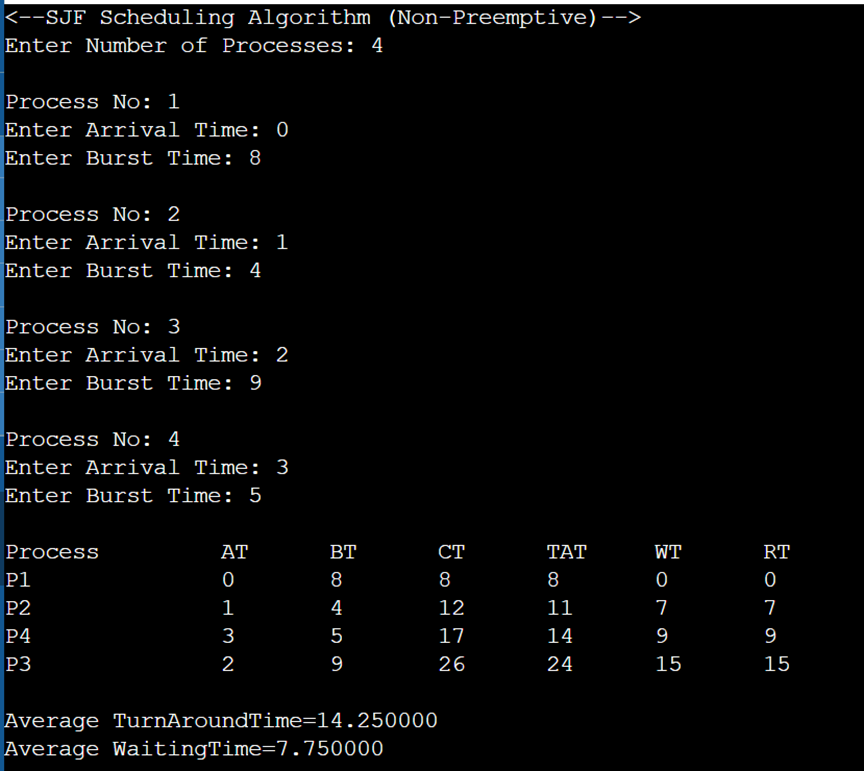 <--SJF Scheduling Algorithm (Non-Preemptive)-->
Enter Number of Processes: 4
Process No: 1
Enter Arrival Time: 0
Enter Burst Time: 8
Process No: 2
Enter Arrival Time: 1
Enter Burst Time: 4
Process No: 3
Enter Arrival Time: 2
Enter Burst Time: 9
Process No: 4
Enter Arrival Time: 3
Enter Burst Time: 5
Process AT BT CT TAT WT RT
P1 0 8 8 8 0 0
P2 1 4 12 11 7 7
P4 3 5 17 14 9 9
P3 2 9 26 24 15 15
Average TurnAroundTime=14.250000
Average WaitingTime=7.750000